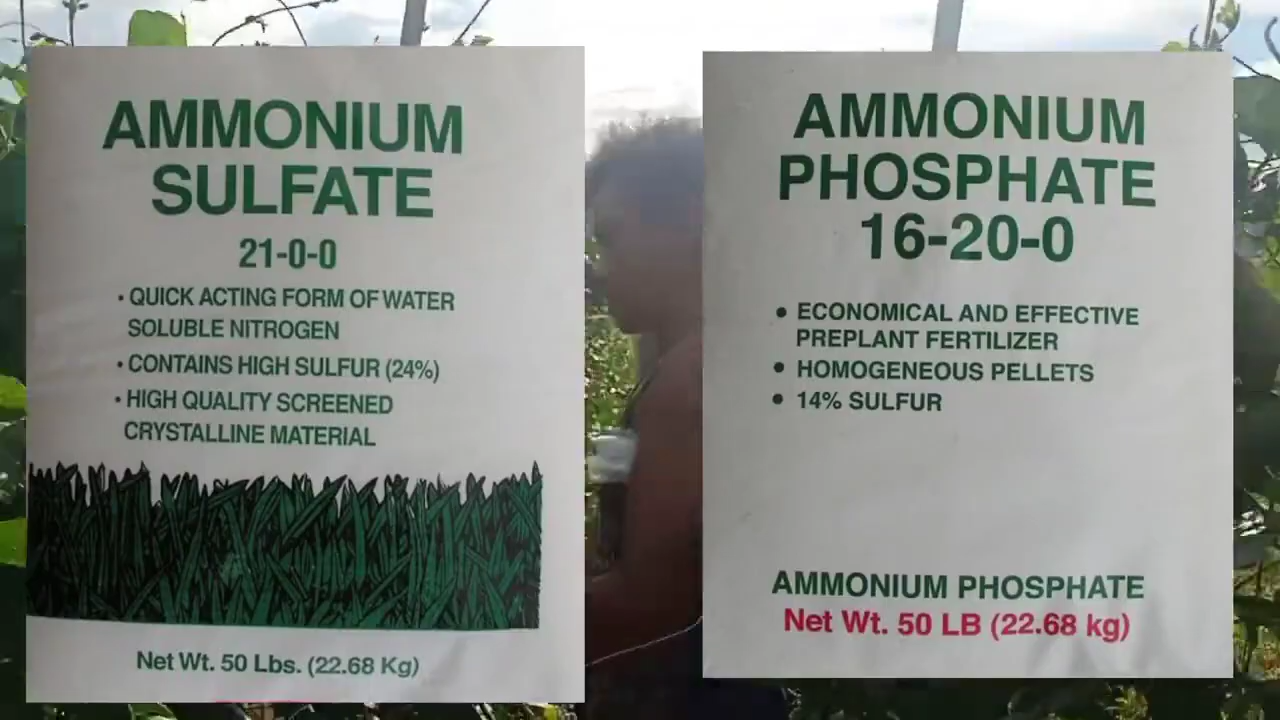 AMMONIUM
SULFATE
21-0-0
• QUICK ACTING FORM OF WATER
SOLUBLE NITROGEN
• CONTAINS HIGH SULFUR (24%)
• HIGH QUALITY SCREENED
CRYSTALLINE MATERIAL
Net Wt. 50 Lbs. (22.68 Kg)
AMMONIUM
PHOSPHATE
16-20-0
• ECONOMICAL AND EFFECTIVE
PREPLANT FERTILIZER
• HOMOGENEOUS PELLETS
• 14% SULFUR
AMMONIUM PHOSPHATE
Net Wt. 50 LB (22.68 kg)